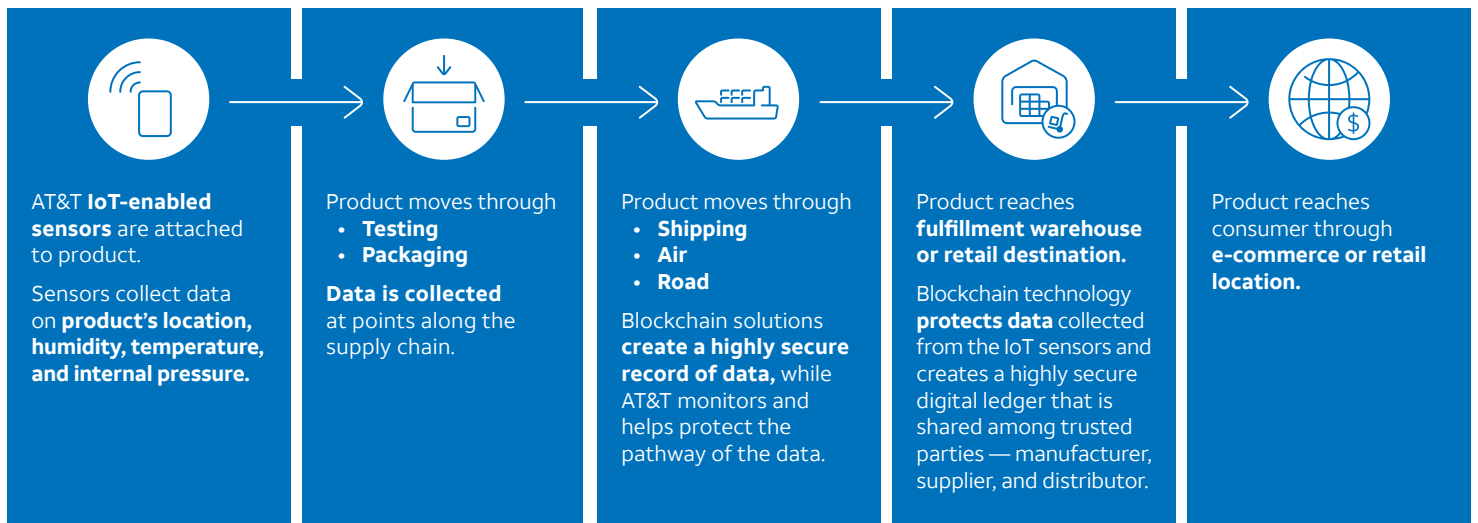 AT&T IoT-enabled
sensors are attached
to product.
Sensors collect data
on product's location,
humidity, temperature,
and internal pressure.
Product moves through
• Testing
• Packaging
Data is collected
at points along the
supply chain.
Product moves through
• Shipping
• Air
• Road
Blockchain solutions
create a highly secure
record of data, while
AT&T monitors and
helps protect the
pathway of the data.
Product reaches
fulfillment warehouse
or retail destination.
Blockchain technology
protects data collected
from the IoT sensors and
creates a highly secure
digital ledger that is
shared among trusted
parties — manufacturer,
supplier, and distributor.
$
Product reaches
consumer through
e-commerce or retail
location.